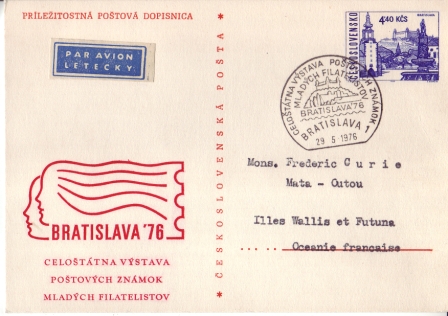 PRÍLEŽITOSTNÁ POŠTOVÁ DOPISNICA
PAR AVION
LETECKY
* ČESKOSLOVENSKÁ POŠTA *
ČESKOSLOVENSKO
4,40 KČS
BRATISLAVA
CELOŠTÁTNA VÝSTAVA POŠTOVÝCH ZNÁMOK
MLADÝCH FILATELISTOV
BRATISLAVA'76
BRATISLAVA 1
29 5 1976
Mons. Frederic Curie
Mata - Outou
Illes Wallis et Futuna
Oceanie française
BRATISLAVA '76
CELOŠTÁTNA VÝSTAVA
POŠTOVÝCH ZNÁMOK
MLADÝCH FILATELISTOV